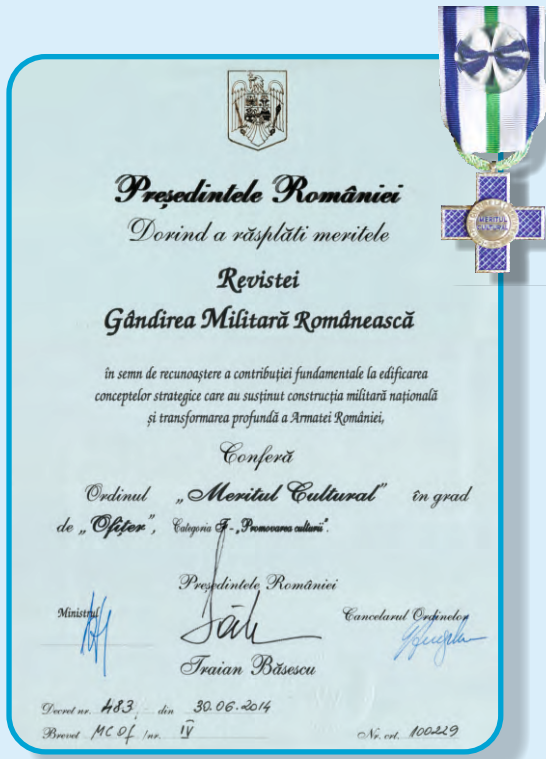 Președintele României
Dorind a răsplăti meritele
Revistei
Gândirea Militară Românească
în semn de recunoaștere a contribuției fundamentale la edificarea
conceptelor strategice care au susținut construcția militară națională
și transformarea profundă a Armatei României,
Conferă
Ordinul „Meritul Cultural” în grad
de „Ofițer”, Categoria F - „Promovarea culturii”.
Președintele României
Ministrul
Cancelarul Ordinelor
Traian Băsescu
Decret nr. 483, din 30.06.2014
Brevet MCOf /nr. IV
Nr. crt. 100229
MERITUL
CULTURAL